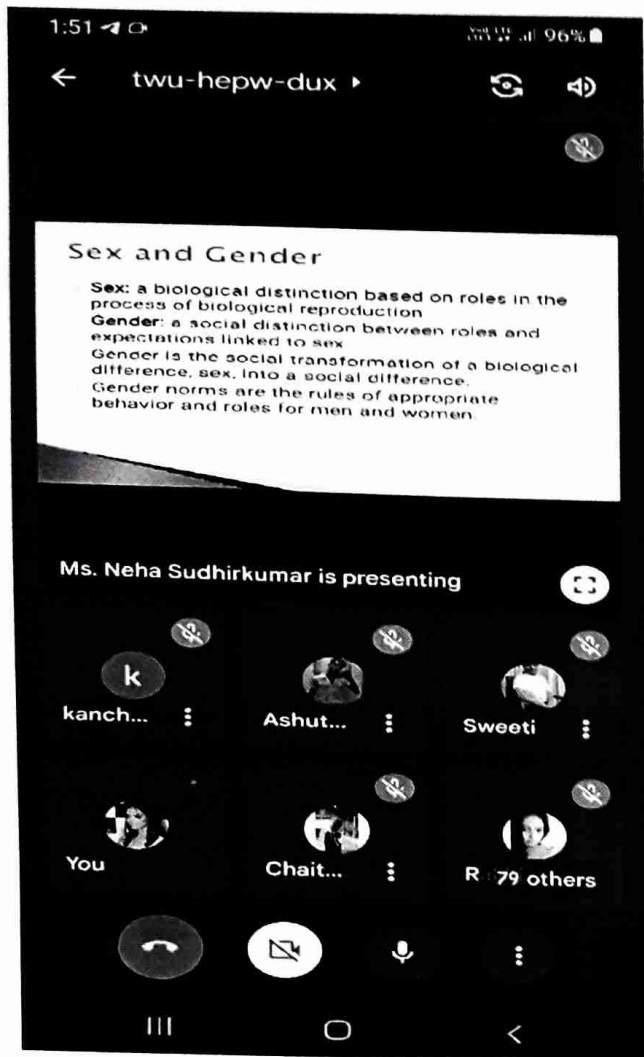 1:51 96%
twu-hepw-dux
Sex and Gender
Sex: a biological distinction based on roles in the
process of biological reproduction
Gender: a social distinction between roles and
expectations linked to sex
Gender is the social transformation of a biological
difference, sex, into a social difference.
Gender norms are the rules of appropriate
behavior and roles for men and women
Ms. Neha Sudhirkumar is presenting
k
kanch... Ashut... Sweeti
You Chait... R 79 others